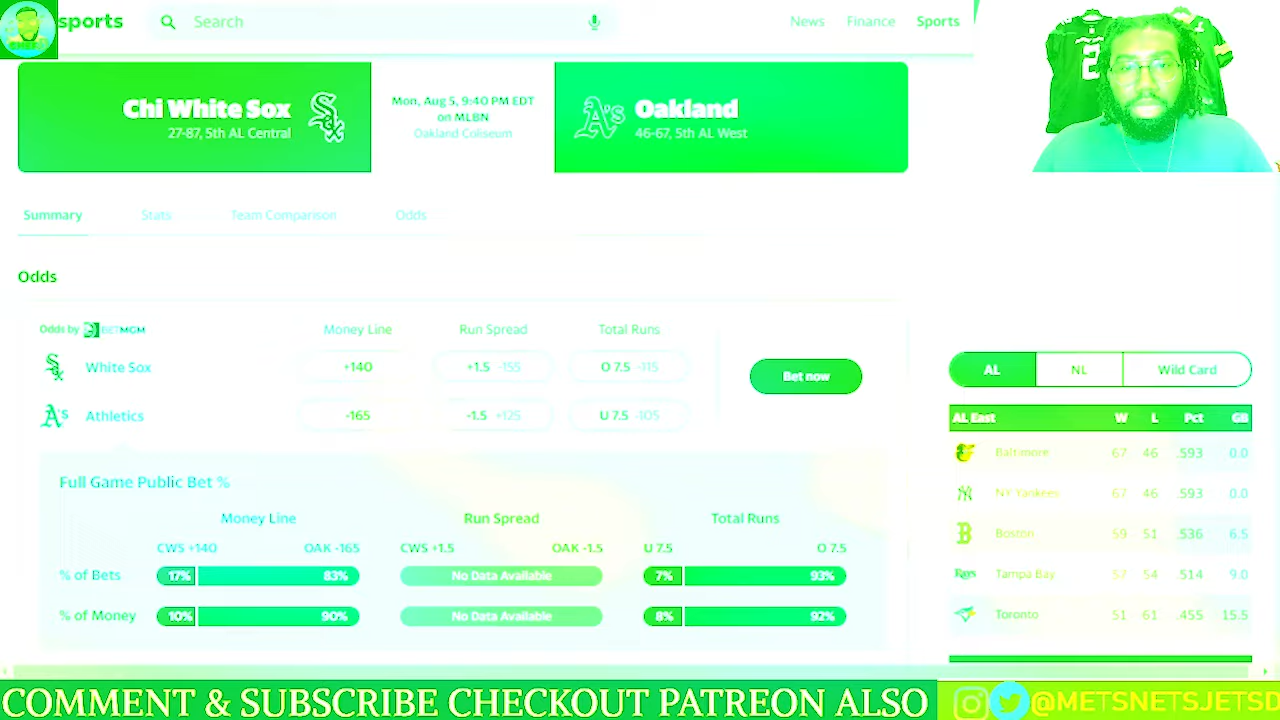 sports
Search
News Finance Sports
Chi White Sox
27-87, 5th AL Central
Mon, Aug 5, 9:40 PM EDT
on MLBN
Oakland Coliseum
A's
Oakland
46-67, 5th AL West
Summary Stats Team Comparison Odds
Odds
Odds by BETMGM Money Line Run Spread Total Runs
White Sox +140 +1.5 -155 O 7.5 -115
Bet now
A's Athletics -165 -1.5 +125 U 7.5 -105
Full Game Public Bet %
Money Line Run Spread Total Runs
CWS +140 OAK -165 CWS +1.5 OAK -1.5 U 7.5 O 7.5
% of Bets 17% 83% No Data Available 7% 93%
% of Money 10% 90% No Data Available 8% 92%
AL NL Wild Card
AL East W L Pct GB
Baltimore 67 46 .593 0.0
NY Yankees 67 46 .593 0.0
Boston 59 51 .536 6.5
Rays Tampa Bay 57 54 .514 9.0
Toronto 51 61 .455 15.5
COMMENT & SUBSCRIBE CHECKOUT PATREON ALSO
@METSNETSJETSD